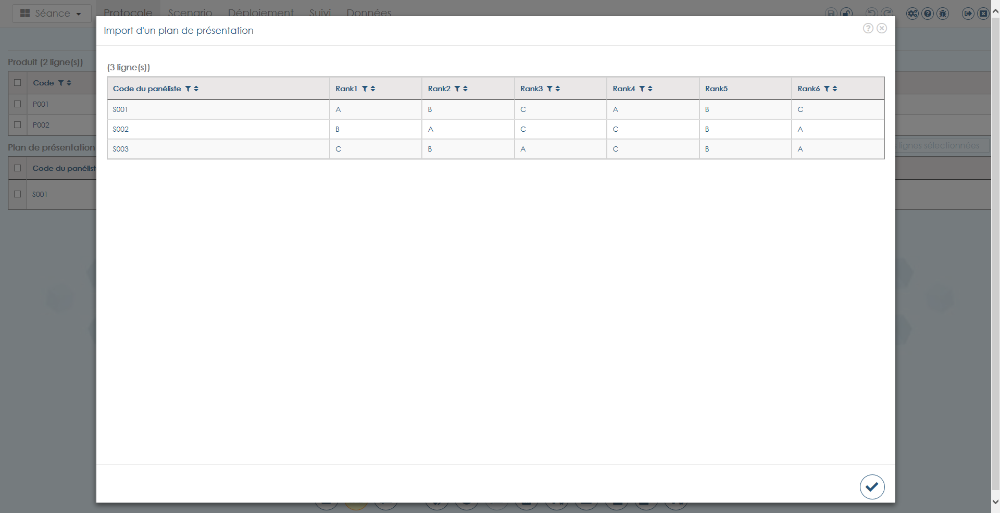 Séance Protocole Scenario Déploiement Suivi Données
Import d'un plan de présentation
Produit (2 ligne(s))
Code
P001
P002
Plan de présentation
lignes sélectionnées
Code du panéliste
S001
(3 ligne(s))
Code du panéliste Rank1 Rank2 Rank3 Rank4 Rank5 Rank6
S001 A B C A B C
S002 B A C C B A
S003 C B A C B A